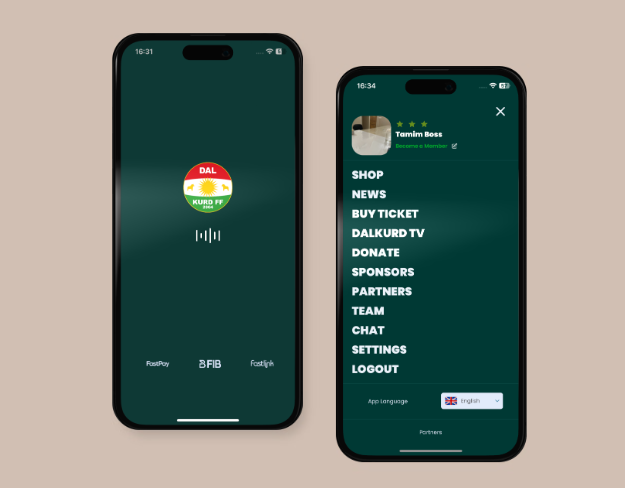 16:31
DAL
KURD FF
FastPay
FIB
Fastlink
16:34
Tamim Boss
Become a Member
SHOP
NEWS
BUY TICKET
DALKURD TV
DONATE
SPONSORS
PARTNERS
TEAM
CHAT
SETTINGS
LOGOUT
App Language
English
Partners